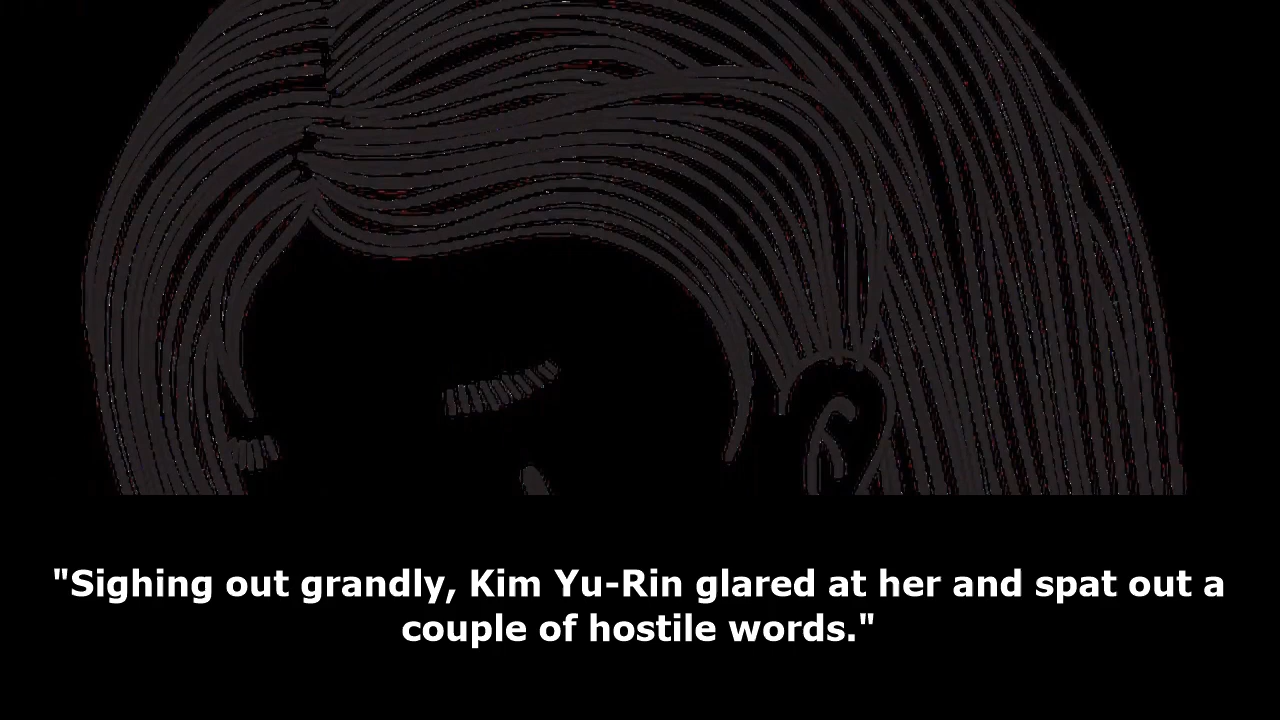 "Sighing out grandly, Kim Yu-Rin glared at her and spat out a
couple of hostile words."